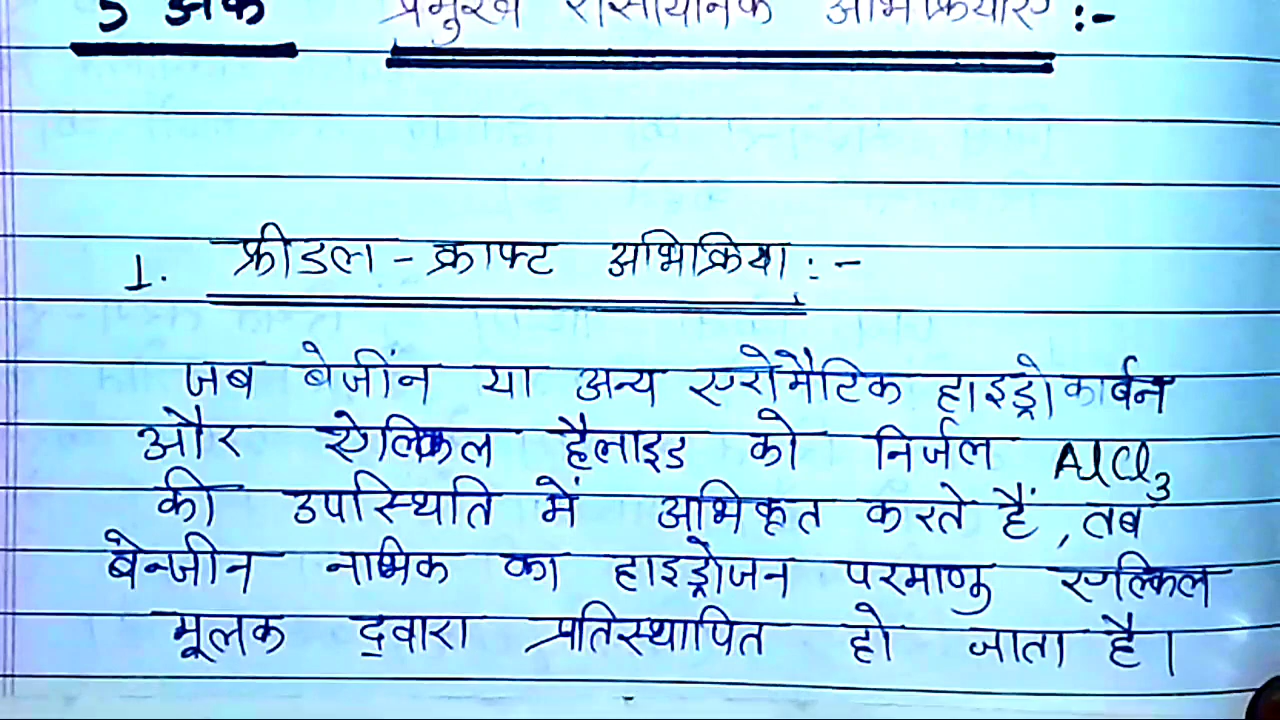 5 अंक प्रमुख रासायनिक अभिक्रियाएं :-
1. फ्रीडल - क्राफ्ट अभिक्रिया : -
जब बेजींन या अन्य एरोमैटिक हाइड्रोकार्बन
और ऐल्किल हैलाइड को निर्जल AlCl₃
की उपस्थिति में अभिकृत करते हैं, तब
बेन्जीन नाभिक का हाइड्रोजन परमाणु एल्किल
मूलक द्वारा प्रतिस्थापित हो जाता है।